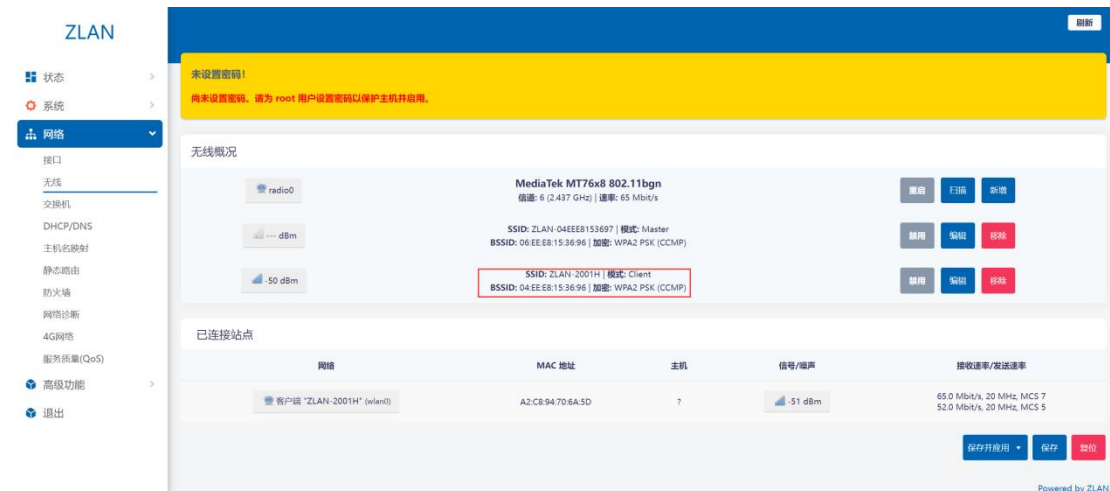 ZLAN
刷新
状态
系统
网络
接口
无线
交换机
DHCP/DNS
主机名映射
静态路由
防火墙
网络诊断
4G网络
服务质量(QoS)
高级功能
退出
未设置密码！
尚未设置密码。请为 root 用户设置密码以保护主机并启用。
无线概况
radio0
MediaTek MT76x8 802.11bgn
信道: 6 (2.437 GHz) | 速率: 65 Mbit/s
重启 扫描 新增
--- dBm
SSID: ZLAN-04EEE8153697 | 模式: Master
BSSID: 06:EE:E8:15:36:96 | 加密: WPA2 PSK (CCMP)
禁用 编辑 移除
-50 dBm
SSID: ZLAN-2001H | 模式: Client
BSSID: 04:EE:E8:15:36:96 | 加密: WPA2 PSK (CCMP)
禁用 编辑 移除
已连接站点
网络 MAC 地址 主机 信号/噪声 接收速率/发送速率
客户端 "ZLAN-2001H" (wlan0) A2:C8:94:70:6A:5D ? -51 dBm 65.0 Mbit/s, 20 MHz, MCS 7
52.0 Mbit/s, 20 MHz, MCS 5
保存并应用 保存 复位
Powered by ZLAN